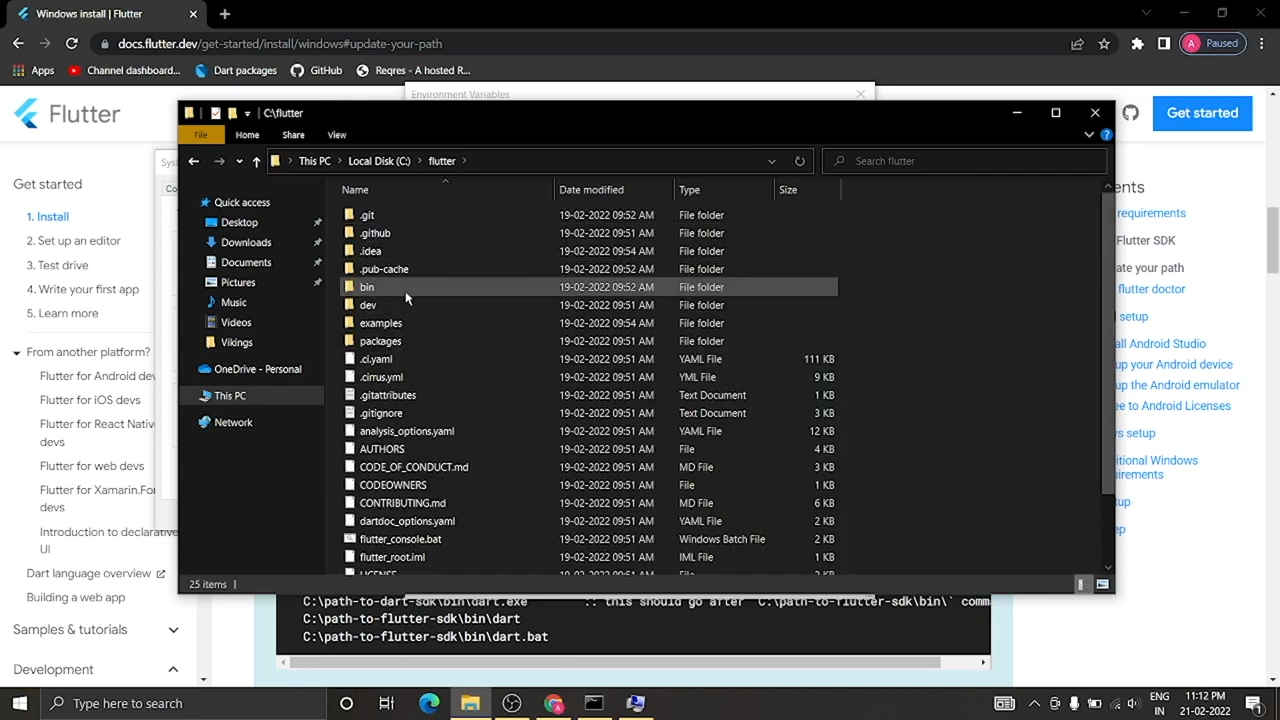 Windows install | Flutter
docs.flutter.dev/get-started/install/windows#update-your-path
A Paused
Apps
Channel dashboard...
Dart packages
GitHub
Reqres - A hosted R...
Flutter
Environment Variables
Get started
C:\flutter
File
Home
Share
View
This PC
Local Disk (C:)
flutter
Search flutter
Get started
1. Install
2. Set up an editor
3. Test drive
4. Write your first app
5. Learn more
From another platform?
Flutter for Android dev
Flutter for iOS devs
Flutter for React Native
devs
Flutter for web devs
Flutter for Xamarin.For
devs
Introduction to declarative
UI
Dart language overview
Building a web app
Samples & tutorials
Development
Sys
Co
Quick access
Desktop
Downloads
Documents
Pictures
Music
Videos
Vikings
OneDrive - Personal
This PC
Network
Name Date modified Type Size
.git 19-02-2022 09:52 AM File folder
.github 19-02-2022 09:51 AM File folder
.idea 19-02-2022 09:54 AM File folder
.pub-cache 19-02-2022 09:52 AM File folder
bin 19-02-2022 09:52 AM File folder
dev 19-02-2022 09:51 AM File folder
examples 19-02-2022 09:54 AM File folder
packages 19-02-2022 09:51 AM File folder
.ci.yaml 19-02-2022 09:51 AM YAML File 111 KB
.cirrus.yml 19-02-2022 09:51 AM YML File 9 KB
.gitattributes 19-02-2022 09:51 AM Text Document 1 KB
.gitignore 19-02-2022 09:51 AM Text Document 3 KB
analysis_options.yaml 19-02-2022 09:51 AM YAML File 12 KB
AUTHORS 19-02-2022 09:51 AM File 4 KB
CODE_OF_CONDUCT.md 19-02-2022 09:51 AM MD File 3 KB
CODEOWNERS 19-02-2022 09:51 AM File 1 KB
CONTRIBUTING.md 19-02-2022 09:51 AM MD File 6 KB
dartdoc_options.yaml 19-02-2022 09:51 AM YAML File 2 KB
flutter_console.bat 19-02-2022 09:51 AM Windows Batch File 2 KB
flutter_root.iml 19-02-2022 09:51 AM IML File 1 KB
25 items
ents
requirements
Flutter SDK
ate your path
flutter doctor
setup
all Android Studio
up your Android device
up the Android emulator
ee to Android Licenses
s setup
itional Windows
irements
up
ep
C:\path-to-dart-sdk\bin\dart.exe :: this should go after `C:\path-to-flutter-sdk\bin\` comma
C:\path-to-flutter-sdk\bin\dart
C:\path-to-flutter-sdk\bin\dart.bat
Type here to search
ENG
IN
11:12 PM
21-02-2022
1